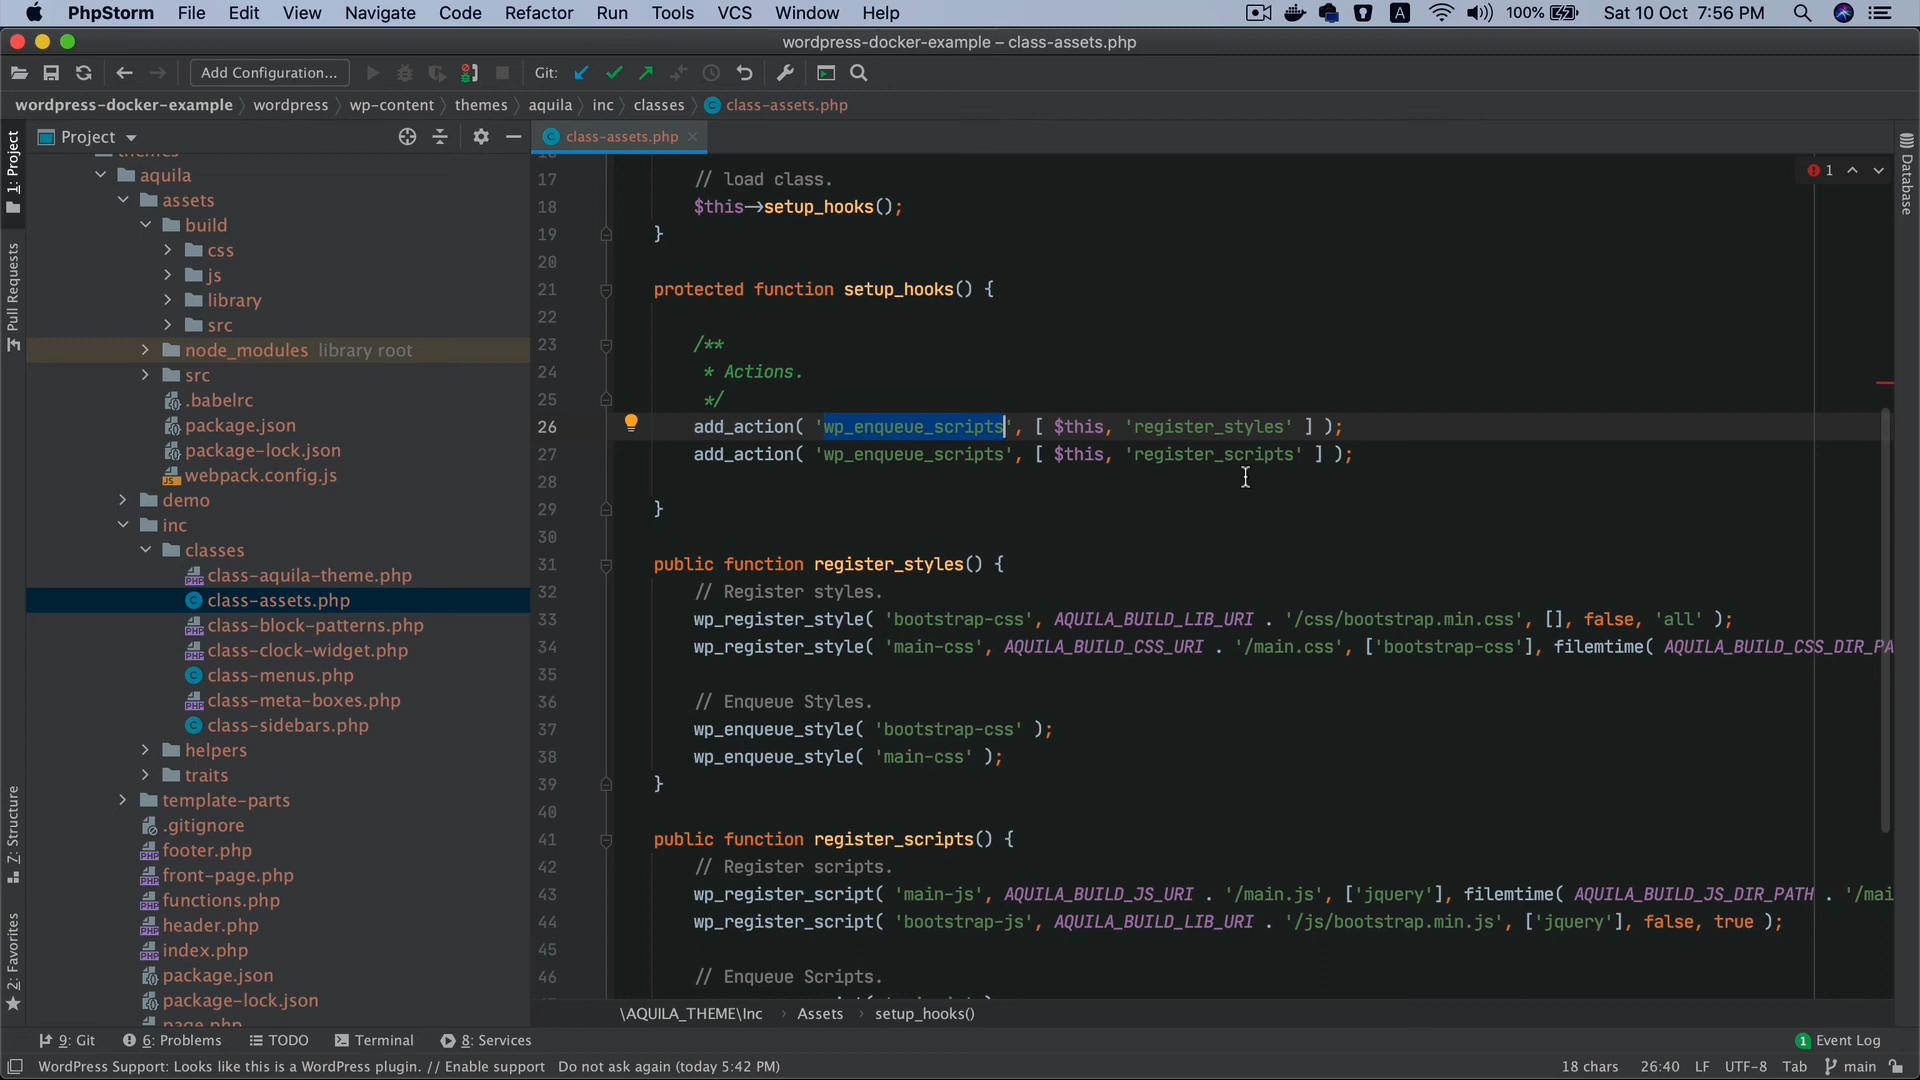 PhpStorm File Edit View Navigate Code Refactor Run Tools VCS Window Help A 100% Sat 10 Oct 7:56 PM
wordpress-docker-example – class-assets.php
Add Configuration... Git:
wordpress-docker-example 〉 wordpress 〉 wp-content 〉 themes 〉 aquila 〉 inc 〉 classes 〉 class-assets.php
Project
class-assets.php
1: Project
Pull Requests
7: Structure
2: Favorites
Database
themes
aquila
assets
build
css
js
library
src
node_modules library root
src
.babelrc
package.json
package-lock.json
webpack.config.js
demo
inc
classes
class-aquila-theme.php
class-assets.php
class-block-patterns.php
class-clock-widget.php
class-menus.php
class-meta-boxes.php
class-sidebars.php
helpers
traits
template-parts
.gitignore
footer.php
front-page.php
functions.php
header.php
index.php
package.json
package-lock.json
page.php
1
16
17 // load class.
18 $this->setup_hooks();
19 }
20
21 protected function setup_hooks() {
22
23 /**
24 * Actions.
25 */
26 add_action( 'wp_enqueue_scripts', [ $this, 'register_styles' ] );
27 add_action( 'wp_enqueue_scripts', [ $this, 'register_scripts' ] );
28
29 }
30
31 public function register_styles() {
32 // Register styles.
33 wp_register_style( 'bootstrap-css', AQUILA_BUILD_LIB_URI . '/css/bootstrap.min.css', [], false, 'all' );
34 wp_register_style( 'main-css', AQUILA_BUILD_CSS_URI . '/main.css', ['bootstrap-css'], filemtime( AQUILA_BUILD_CSS_DIR_PA
35
36 // Enqueue Styles.
37 wp_enqueue_style( 'bootstrap-css' );
38 wp_enqueue_style( 'main-css' );
39 }
40
41 public function register_scripts() {
42 // Register scripts.
43 wp_register_script( 'main-js', AQUILA_BUILD_JS_URI . '/main.js', ['jquery'], filemtime( AQUILA_BUILD_JS_DIR_PATH . '/mai
44 wp_register_script( 'bootstrap-js', AQUILA_BUILD_LIB_URI . '/js/bootstrap.min.js', ['jquery'], false, true );
45
46 // Enqueue Scripts.
\AQUILA_THEME\Inc 〉 Assets 〉 setup_hooks()
9: Git 6: Problems TODO Terminal 8: Services 1 Event Log
WordPress Support: Looks like this is a WordPress plugin. // Enable support Do not ask again (today 5:42 PM) 18 chars 26:40 LF UTF-8 Tab main